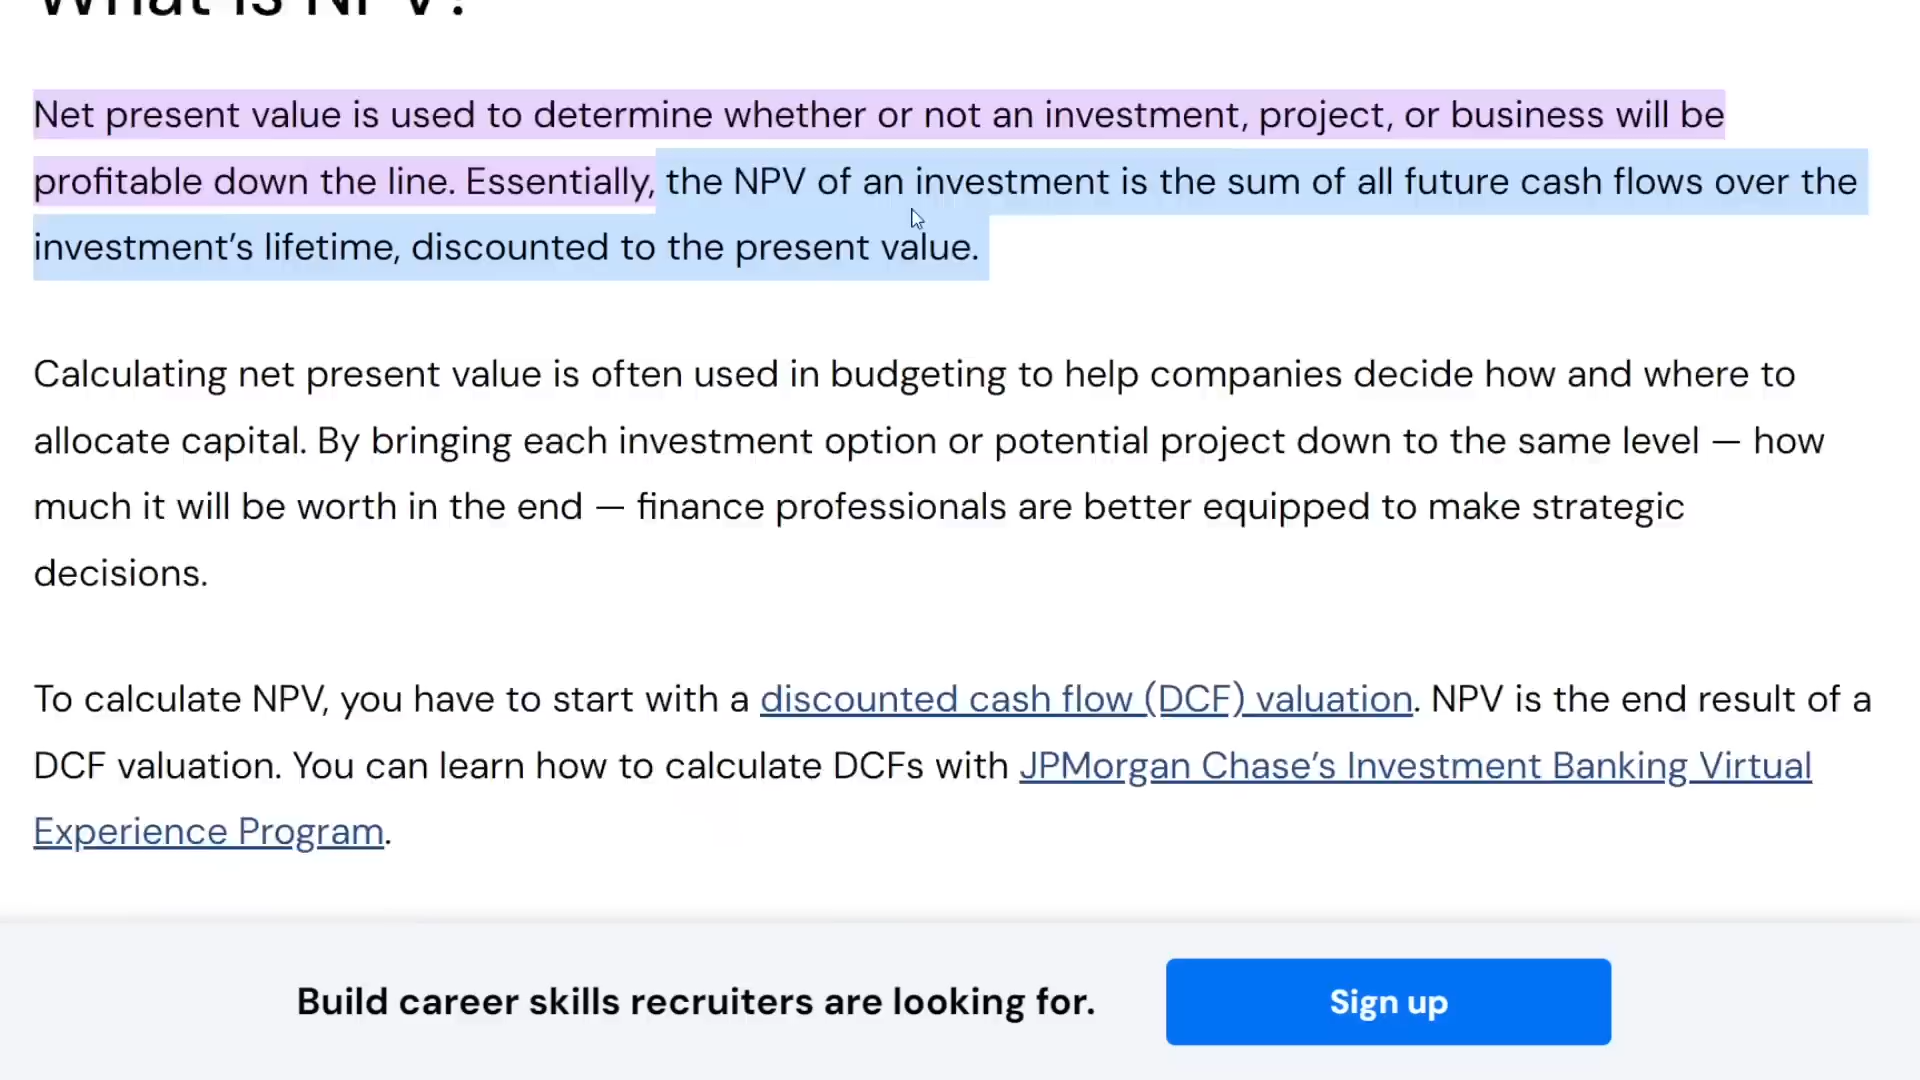 What is NPV?
Net present value is used to determine whether or not an investment, project, or business will be
profitable down the line. Essentially, the NPV of an investment is the sum of all future cash flows over the
investment’s lifetime, discounted to the present value.
Calculating net present value is often used in budgeting to help companies decide how and where to
allocate capital. By bringing each investment option or potential project down to the same level — how
much it will be worth in the end — finance professionals are better equipped to make strategic
decisions.
To calculate NPV, you have to start with a discounted cash flow (DCF) valuation. NPV is the end result of a
DCF valuation. You can learn how to calculate DCFs with JPMorgan Chase’s Investment Banking Virtual
Experience Program.
Build career skills recruiters are looking for.
Sign up